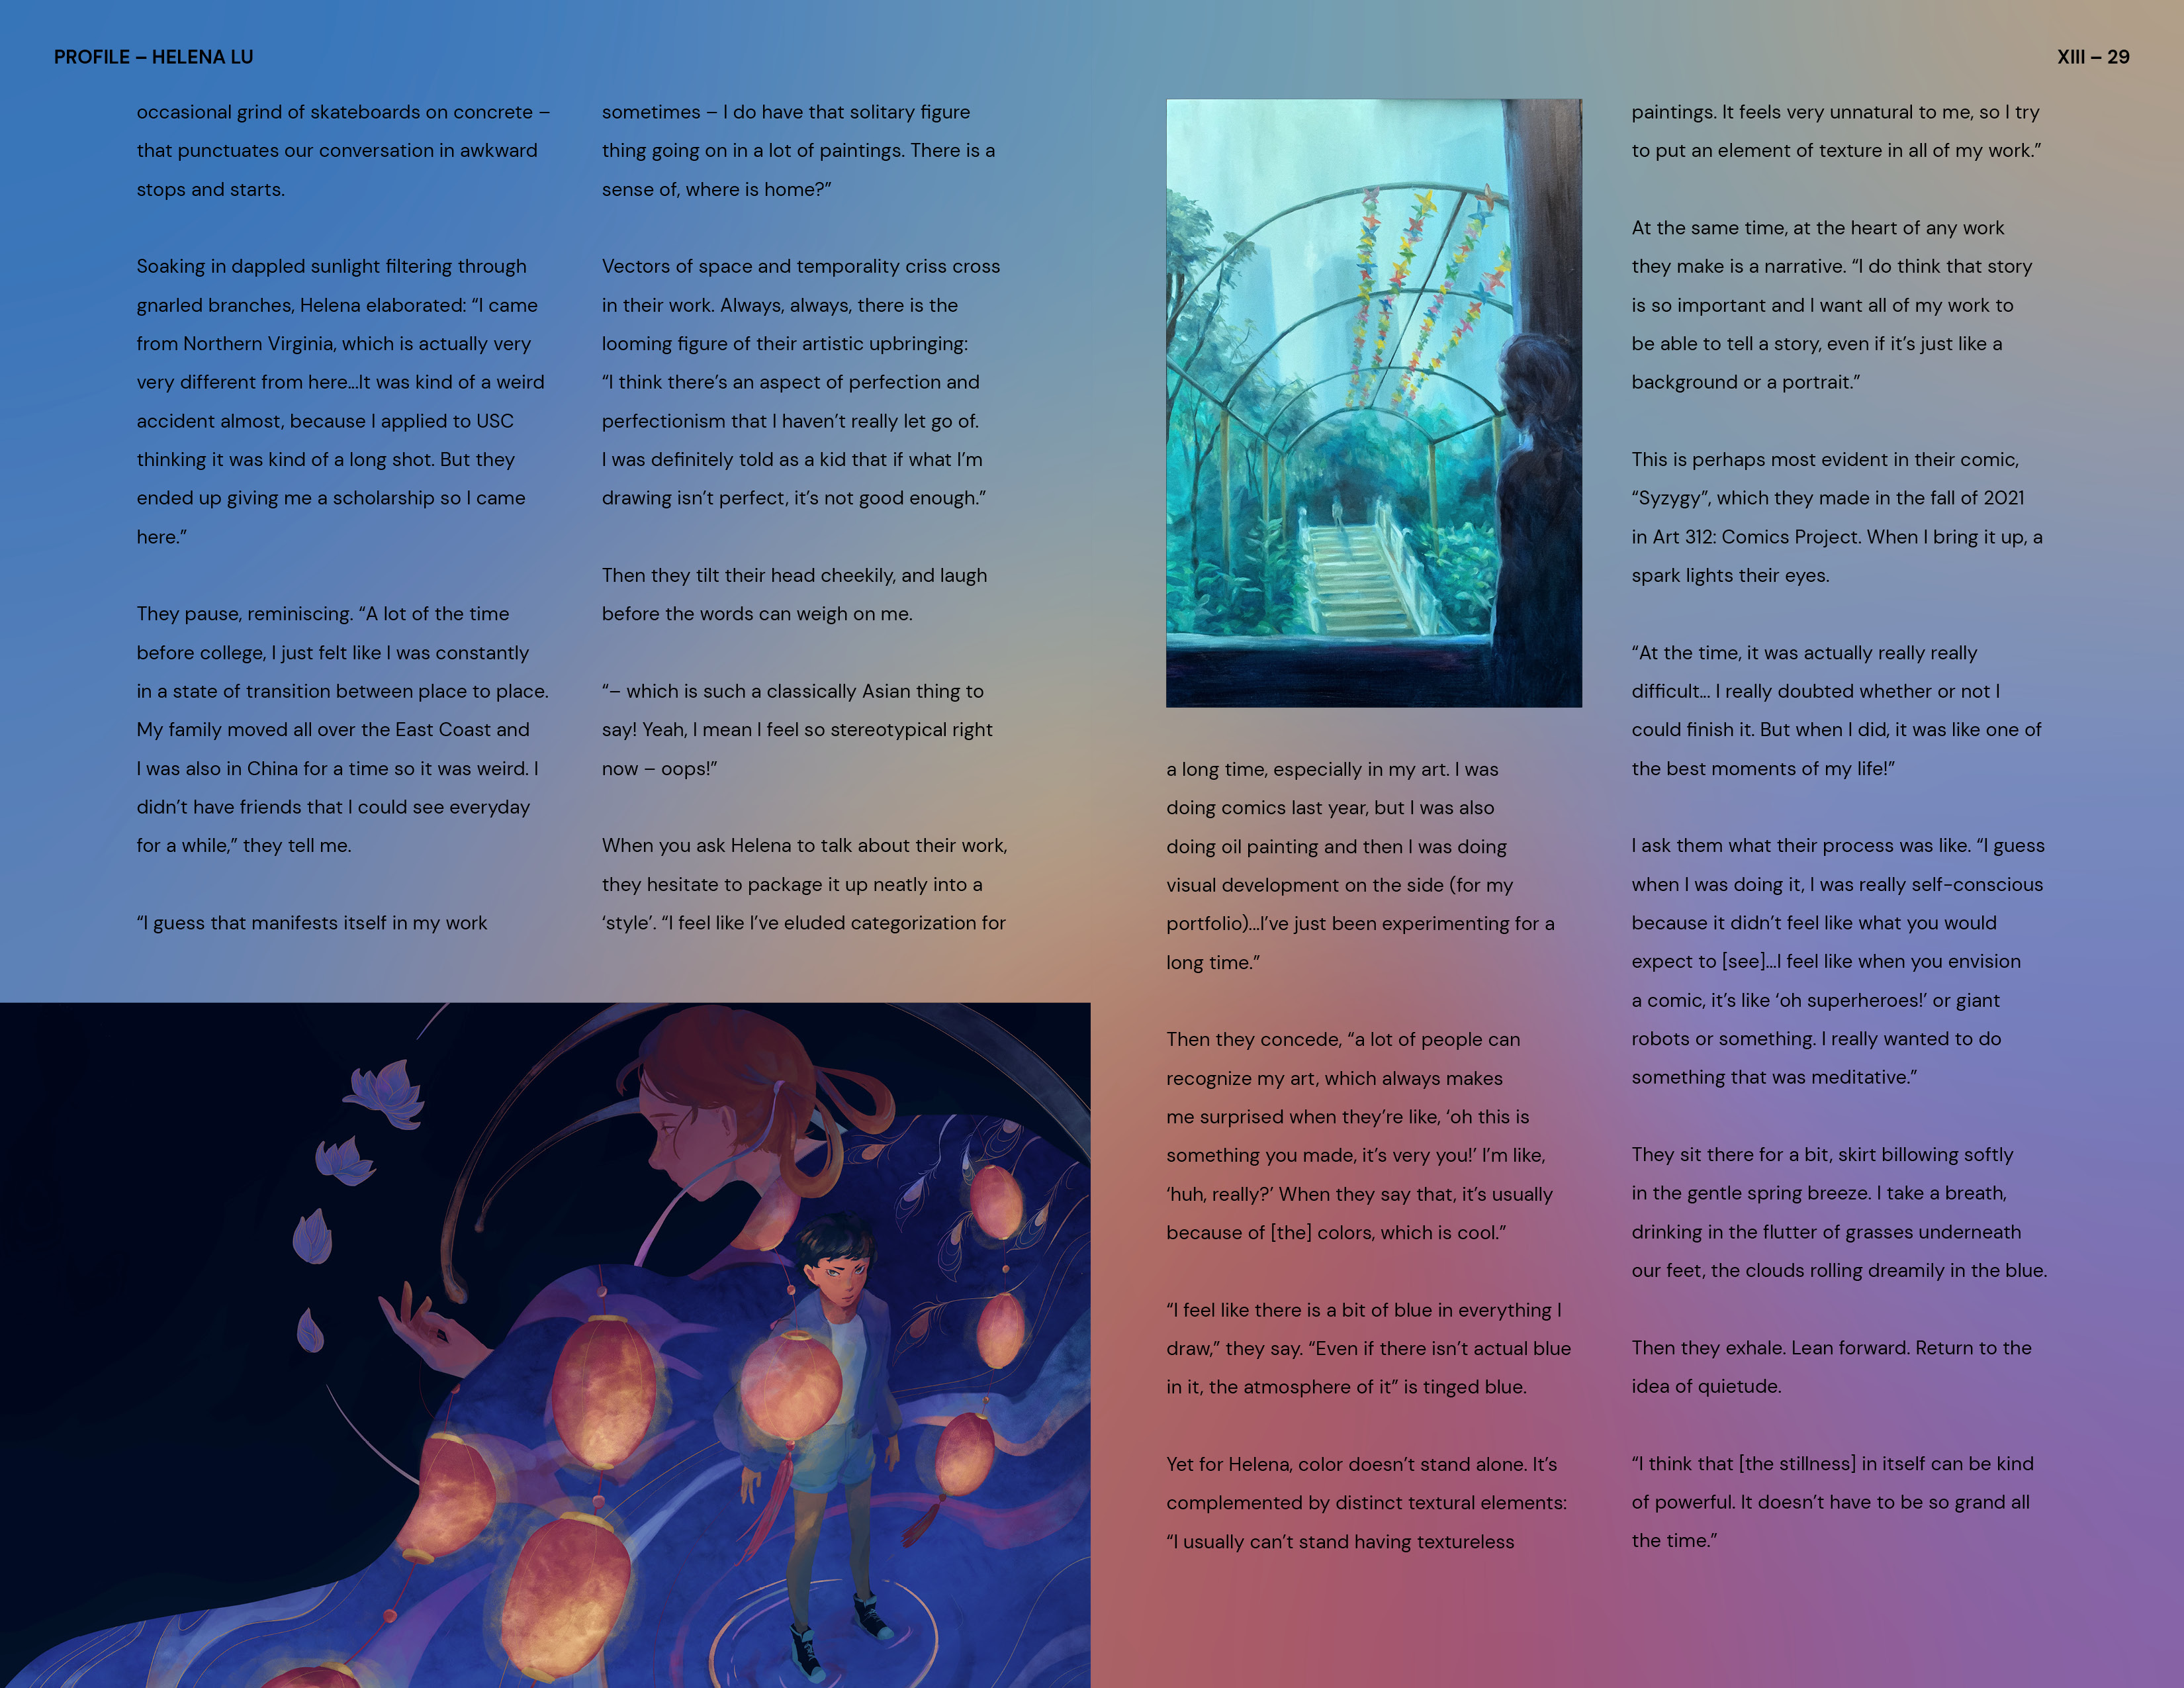 PROFILE – HELENA LU
XIII – 29
occasional grind of skateboards on concrete –
that punctuates our conversation in awkward
stops and starts.
Soaking in dappled sunlight filtering through
gnarled branches, Helena elaborated: “I came
from Northern Virginia, which is actually very
very different from here...It was kind of a weird
accident almost, because I applied to USC
thinking it was kind of a long shot. But they
ended up giving me a scholarship so I came
here.”
They pause, reminiscing. “A lot of the time
before college, I just felt like I was constantly
in a state of transition between place to place.
My family moved all over the East Coast and
I was also in China for a time so it was weird. I
didn’t have friends that I could see everyday
for a while,” they tell me.
“I guess that manifests itself in my work
sometimes – I do have that solitary figure
thing going on in a lot of paintings. There is a
sense of, where is home?”
Vectors of space and temporality criss cross
in their work. Always, always, there is the
looming figure of their artistic upbringing:
“I think there’s an aspect of perfection and
perfectionism that I haven’t really let go of.
I was definitely told as a kid that if what I’m
drawing isn’t perfect, it’s not good enough.”
Then they tilt their head cheekily, and laugh
before the words can weigh on me.
“– which is such a classically Asian thing to
say! Yeah, I mean I feel so stereotypical right
now – oops!”
When you ask Helena to talk about their work,
they hesitate to package it up neatly into a
‘style’. “I feel like I’ve eluded categorization for
a long time, especially in my art. I was
doing comics last year, but I was also
doing oil painting and then I was doing
visual development on the side (for my
portfolio)...I’ve just been experimenting for a
long time.”
Then they concede, “a lot of people can
recognize my art, which always makes
me surprised when they’re like, ‘oh this is
something you made, it’s very you!’ I’m like,
‘huh, really?’ When they say that, it’s usually
because of [the] colors, which is cool.”
“I feel like there is a bit of blue in everything I
draw,” they say. “Even if there isn’t actual blue
in it, the atmosphere of it” is tinged blue.
Yet for Helena, color doesn’t stand alone. It’s
complemented by distinct textural elements:
“I usually can’t stand having textureless
paintings. It feels very unnatural to me, so I try
to put an element of texture in all of my work.”
At the same time, at the heart of any work
they make is a narrative. “I do think that story
is so important and I want all of my work to
be able to tell a story, even if it’s just like a
background or a portrait.”
This is perhaps most evident in their comic,
“Syzygy”, which they made in the fall of 2021
in Art 312: Comics Project. When I bring it up, a
spark lights their eyes.
“At the time, it was actually really really
difficult... I really doubted whether or not I
could finish it. But when I did, it was like one of
the best moments of my life!”
I ask them what their process was like. “I guess
when I was doing it, I was really self-conscious
because it didn’t feel like what you would
expect to [see]...I feel like when you envision
a comic, it’s like ‘oh superheroes!’ or giant
robots or something. I really wanted to do
something that was meditative.”
They sit there for a bit, skirt billowing softly
in the gentle spring breeze. I take a breath,
drinking in the flutter of grasses underneath
our feet, the clouds rolling dreamily in the blue.
Then they exhale. Lean forward. Return to the
idea of quietude.
“I think that [the stillness] in itself can be kind
of powerful. It doesn’t have to be so grand all
the time.”